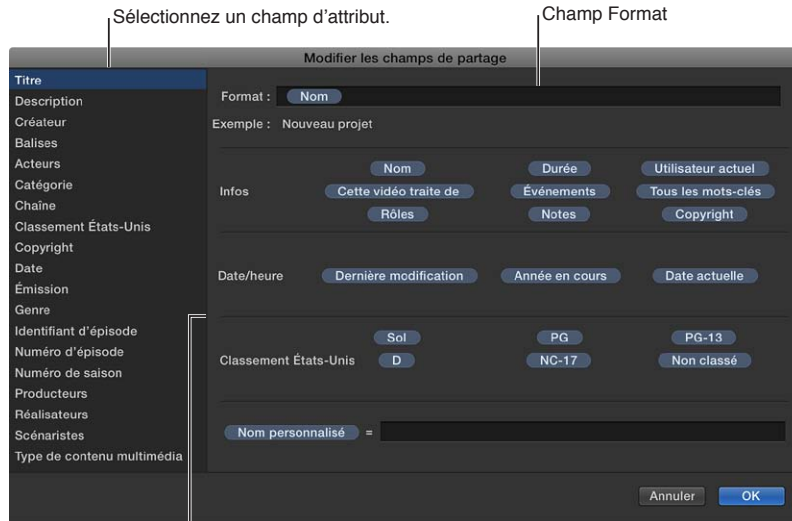 Sélectionnez un champ d'attribut.
Champ Format
Modifier les champs de partage
Titre
Description
Créateur
Balises
Acteurs
Catégorie
Chaîne
Classement États-Unis
Copyright
Date
Émission
Genre
Identifiant d'épisode
Numéro d'épisode
Numéro de saison
Producteurs
Réalisateurs
Scénaristes
Type de contenu multimédia
Format : Nom
Exemple : Nouveau projet
Infos
Nom Durée Utilisateur actuel
Cette vidéo traite de Événements Tous les mots-clés
Rôles Notes Copyright
Date/heure Dernière modification Année en cours Date actuelle
Classement États-Unis
Sol PG PG-13
D NC-17 Non classé
Nom personnalisé =
Annuler OK